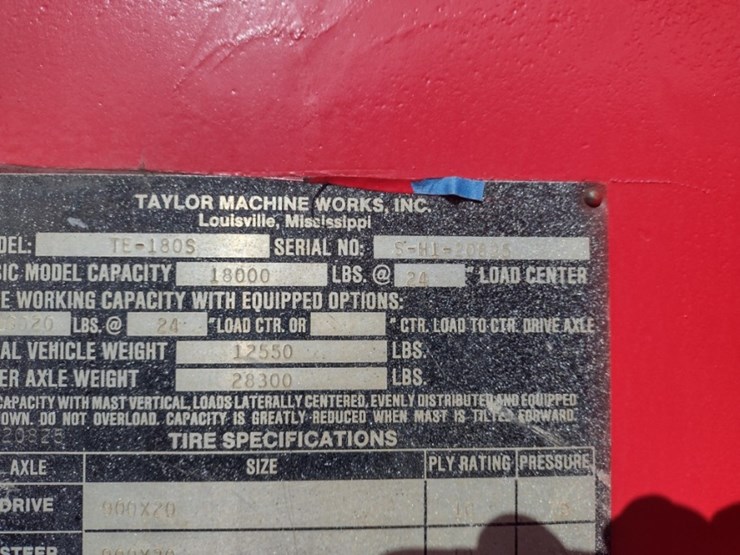 TAYLOR MACHINE WORKS, INC.
Louisville, Mississippi
DEL: TE-180S SERIAL NO:
IC MODEL CAPACITY 18000 LBS. @ 24 " LOAD CENTER
E WORKING CAPACITY WITH EQUIPPED OPTIONS:
LBS. @ 24 "LOAD CTR. OR " CTR. LOAD TO CTR. DRIVE AXLE
AL VEHICLE WEIGHT 12550 LBS.
ER AXLE WEIGHT 28300 LBS.
CAPACITY WITH MAST VERTICAL, LOADS LATERALLY CENTERED, EVENLY DISTRIBUTED AND EQUIPPED
OWN. DO NOT OVERLOAD. CAPACITY IS GREATLY REDUCED WHEN MAST IS TILTED FORWARD.
20825
TIRE SPECIFICATIONS
AXLE SIZE PLY RATING PRESSURE
DRIVE 900X20
STEER